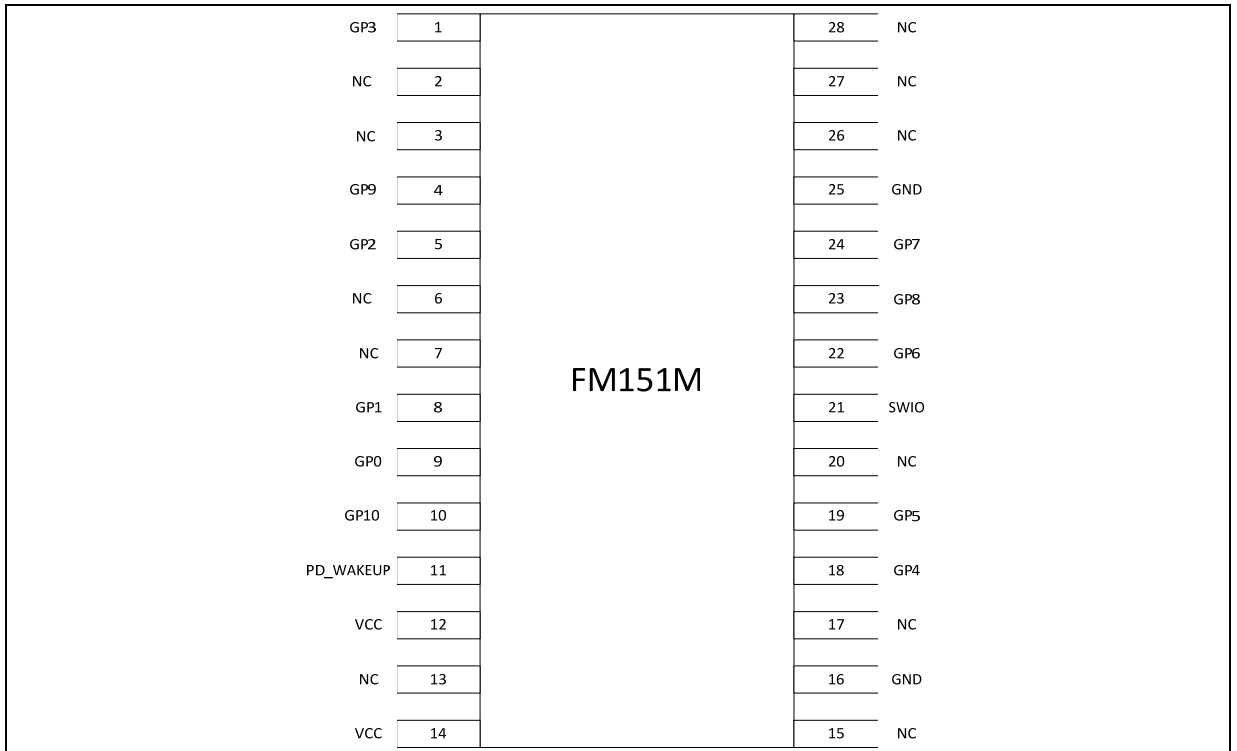 GP3 1 28 NC
NC 2 27 NC
NC 3 26 NC
GP9 4 25 GND
GP2 5 24 GP7
NC 6 23 GP8
NC 7 22 GP6
FM151M
GP1 8 21 SWIO
GP0 9 20 NC
GP10 10 19 GP5
PD_WAKEUP 11 18 GP4
VCC 12 17 NC
NC 13 16 GND
VCC 14 15 NC